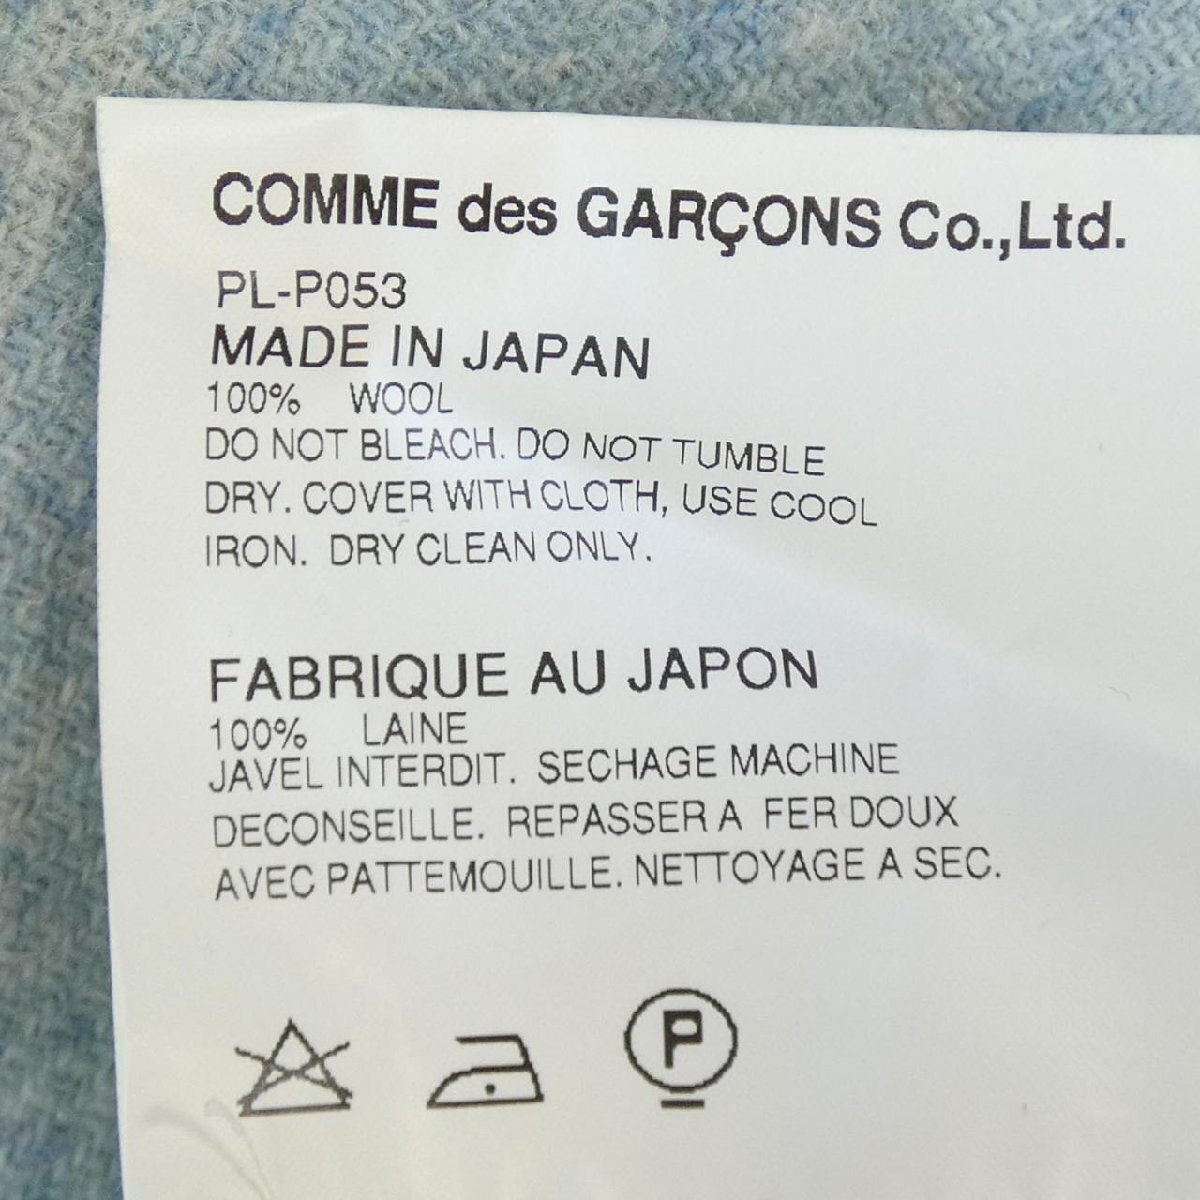 COMME des GARÇONS Co.,Ltd.
PL-P053
MADE IN JAPAN
100% WOOL
DO NOT BLEACH. DO NOT TUMBLE
DRY. COVER WITH CLOTH, USE COOL
IRON. DRY CLEAN ONLY.
FABRIQUE AU JAPON
100% LAINE
JAVEL INTERDIT. SECHAGE MACHINE
DECONSEILLE. REPASSER A FER DOUX
AVEC PATTEMOUILLE. NETTOYAGE A SEC.
P